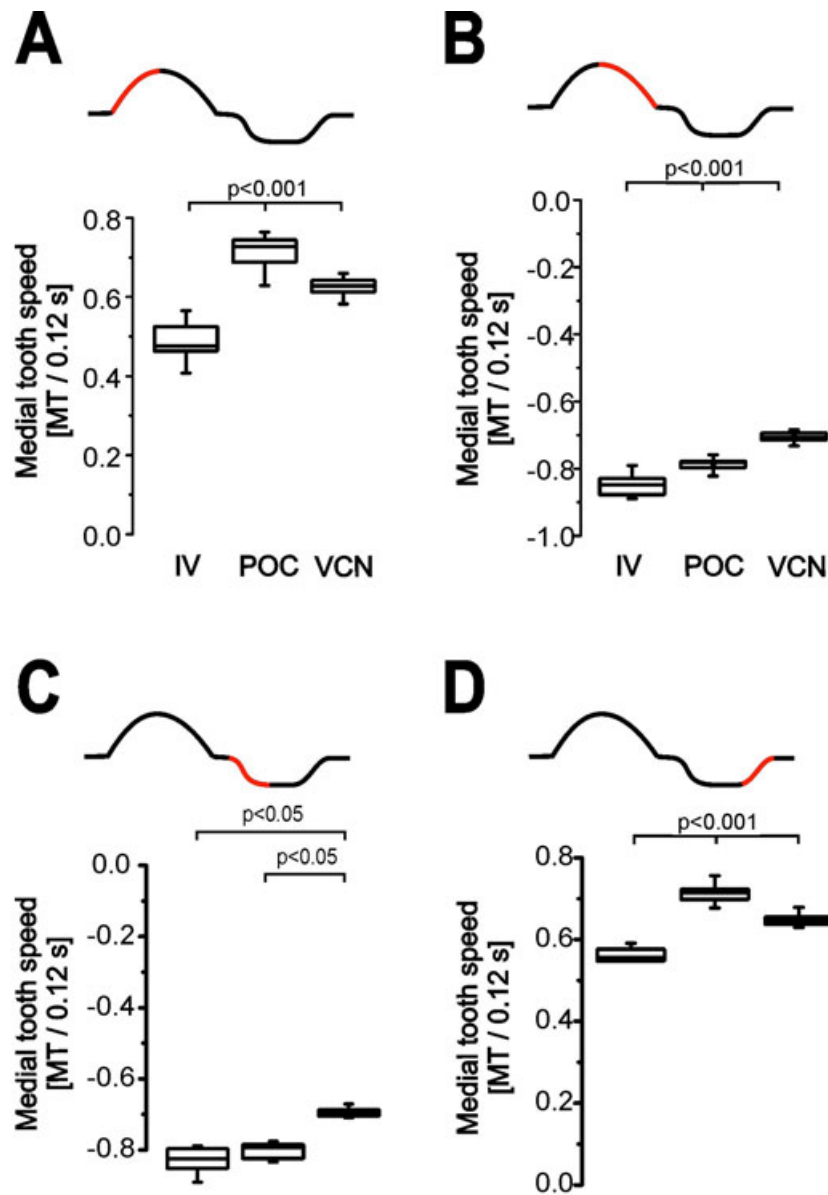 A
p<0.001
Medial tooth speed
[MT / 0.12 s]
0.8
0.6
0.4
0.2
0.0
IV POC VCN
B
p<0.001
Medial tooth speed
[MT / 0.12 s]
0.0
-0.2
-0.4
-0.6
-0.8
-1.0
IV POC VCN
C
p<0.05
p<0.05
Medial tooth speed
[MT / 0.12 s]
0.0
-0.2
-0.4
-0.6
-0.8
D
p<0.001
Medial tooth speed
[MT / 0.12 s]
0.8
0.6
0.4
0.2
0.0